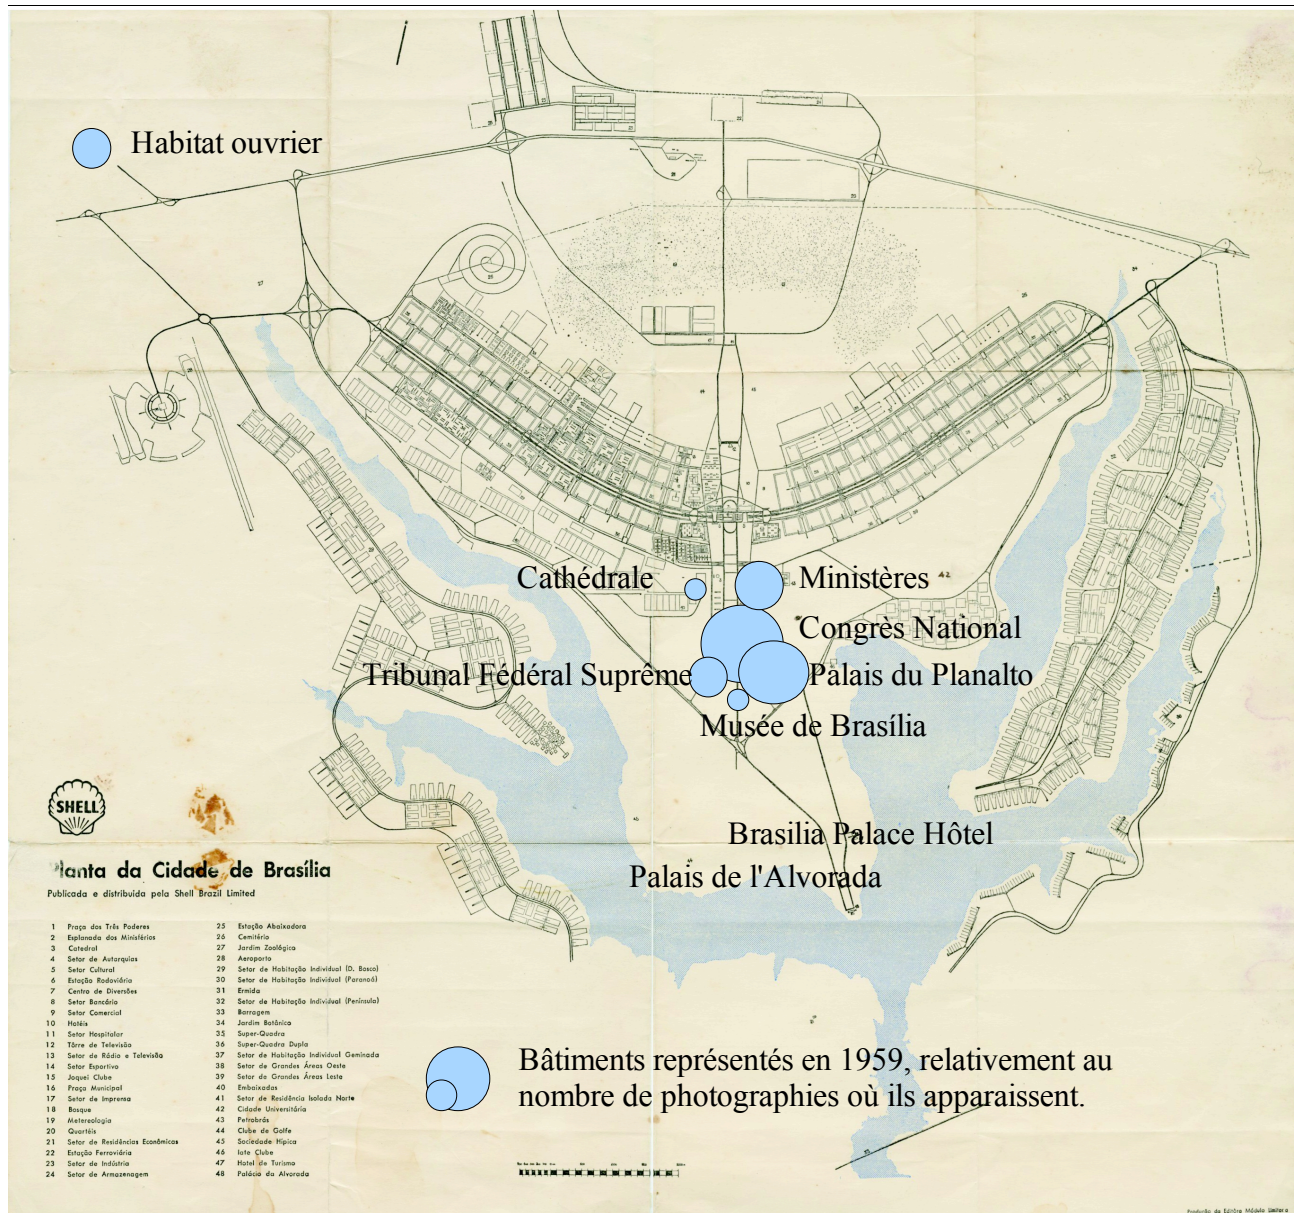 Habitat ouvrier
Cathédrale
Ministères
42
Congrès National
Tribunal Fédéral Suprême
Palais du Planalto
Musée de Brasília
Brasilia Palace Hôtel
Palais de l'Alvorada
SHELL
Planta da Cidade de Brasília
Publicada e distribuida pela Shell Brazil Limited
1 Praça dos Três Poderes
2 Esplanada dos Ministérios
3 Catedral
4 Setor de Autarquias
5 Setor Cultural
6 Estação Rodoviária
7 Centro de Diversões
8 Setor Bancário
9 Setor Comercial
10 Hotéis
11 Setor Hospitalar
12 Tôrre de Televisão
13 Setor de Rádio e Televisão
14 Setor Esportivo
15 Joquei Clube
16 Praça Municipal
17 Setor de Imprensa
18 Bosque
19 Metereologia
20 Quartéis
21 Setor de Residências Econômicas
22 Estação Ferroviária
23 Setor de Indústria
24 Setor de Armazenagem
25 Estação Abaixadora
26 Cemitério
27 Jardim Zoológico
28 Aeroporto
29 Setor de Habitação Individual (D. Bosco)
30 Setor de Habitação Individual (Paranoá)
31 Ermida
32 Setor de Habitação Individual (Península)
33 Barragem
34 Jardim Botânico
35 Super-Quadra
36 Super-Quadra Dupla
37 Setor de Habitação Individual Geminada
38 Setor de Grandes Áreas Oeste
39 Setor de Grandes Áreas Leste
40 Embaixadas
41 Setor de Residência Isolada Norte
42 Cidade Universitária
43 Petrobrás
44 Clube de Golfe
45 Sociedade Hípica
46 Iate Clube
47 Hotel de Turismo
48 Palácio da Alvorada
Bâtiments représentés en 1959, relativement au
nombre de photographies où ils apparaissent.
Produção da Editôra Módulo Limitada